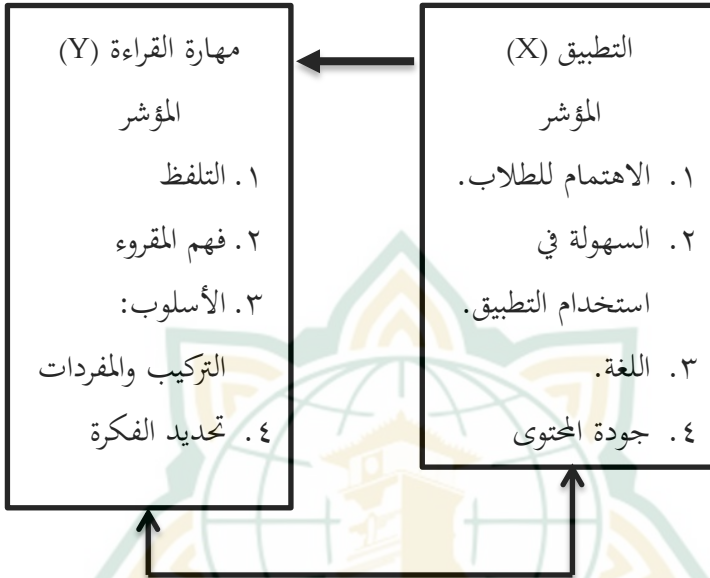 التطبيق (X)
المؤشر
١. الاهتمام للطلاب.
٢. السهولة في
استخدام التطبيق.
٣. اللغة.
٤. جودة المحتوى
مهارة القراءة (Y)
المؤشر
١. التلفظ
٢. فهم المقروء
٣. الأسلوب:
التركيب والمفردات
٤. تحديد الفكرة